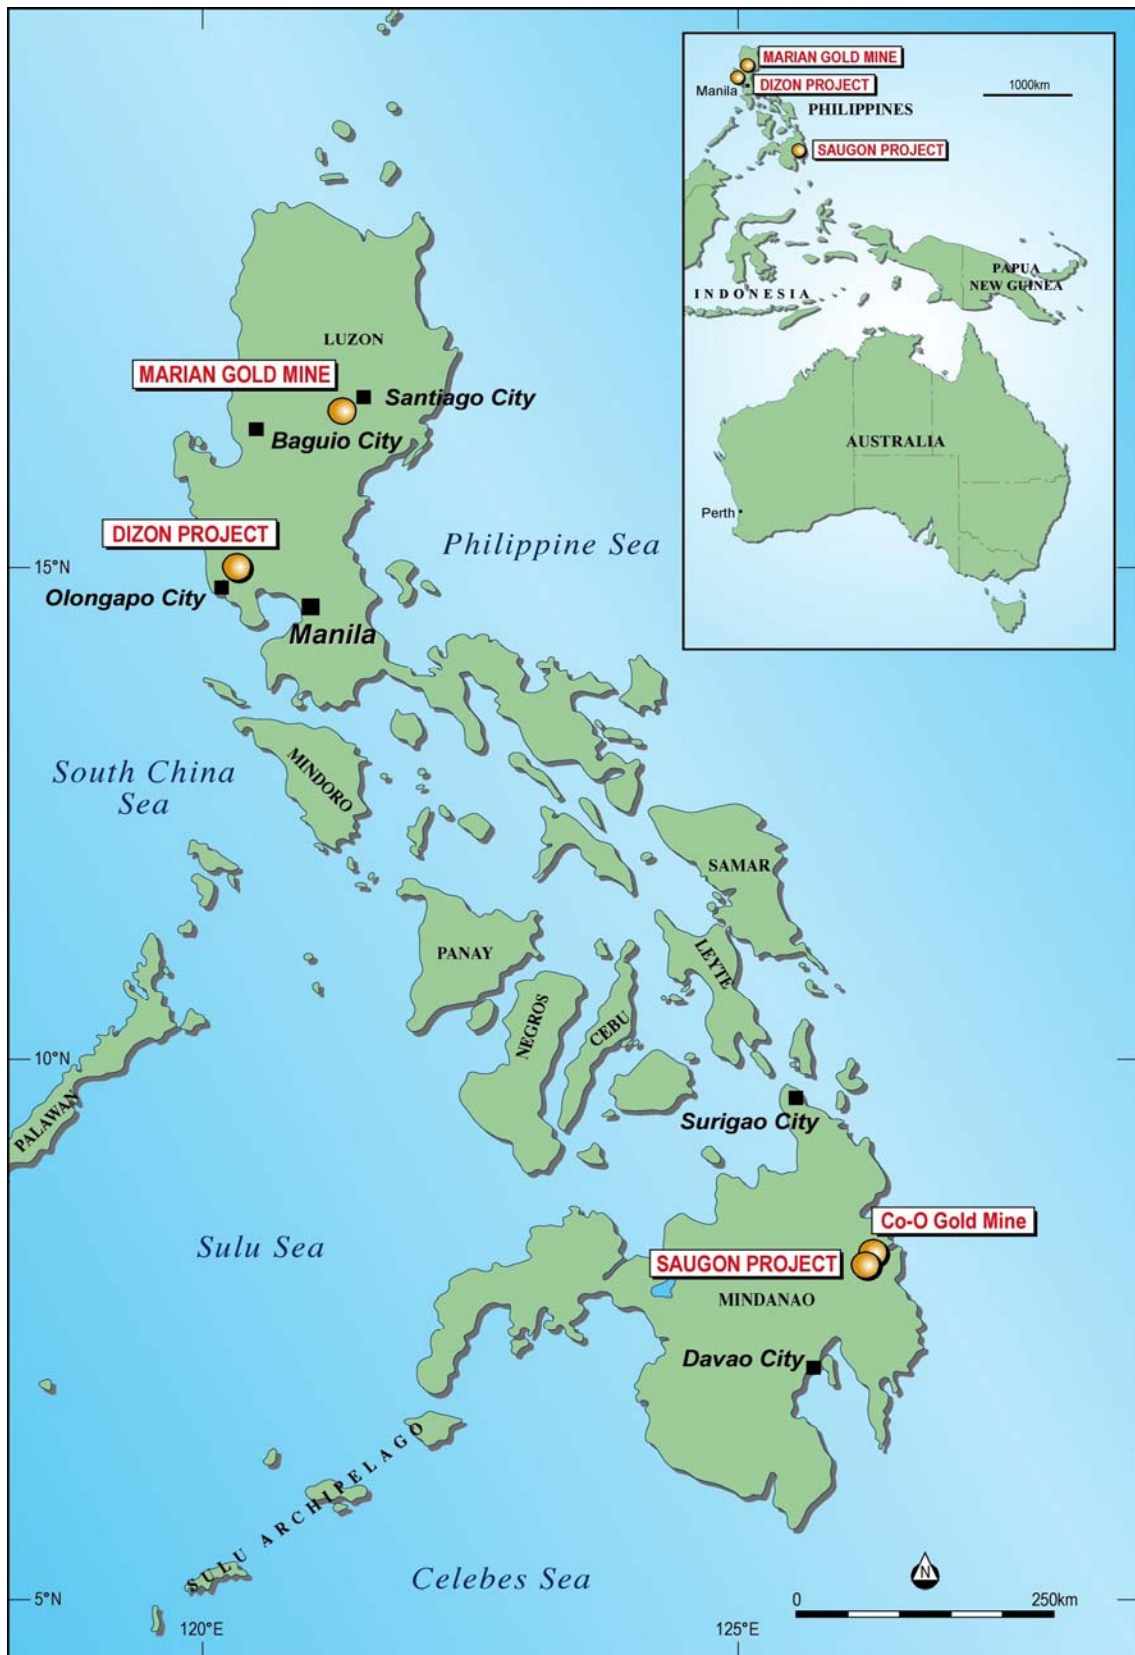 MARIAN GOLD MINE
Manila
DIZON PROJECT
1000km
PHILIPPINES
SAUGON PROJECT
INDONESIA
PAPUA
NEW GUINEA
AUSTRALIA
Perth
LUZON
MARIAN GOLD MINE
Santiago City
Baguio City
DIZON PROJECT
Philippine Sea
15°N
Olongapo City
Manila
South China
Sea
MINDORO
SAMAR
PANAY
LEYTE
NEGROS
CEBU
10°N
PALAWAN
Surigao City
Co-O Gold Mine
Sulu Sea
SAUGON PROJECT
MINDANAO
Davao City
SULU ARCHIPELAGO
Celebes Sea
N
5°N
0
250km
120°E
125°E